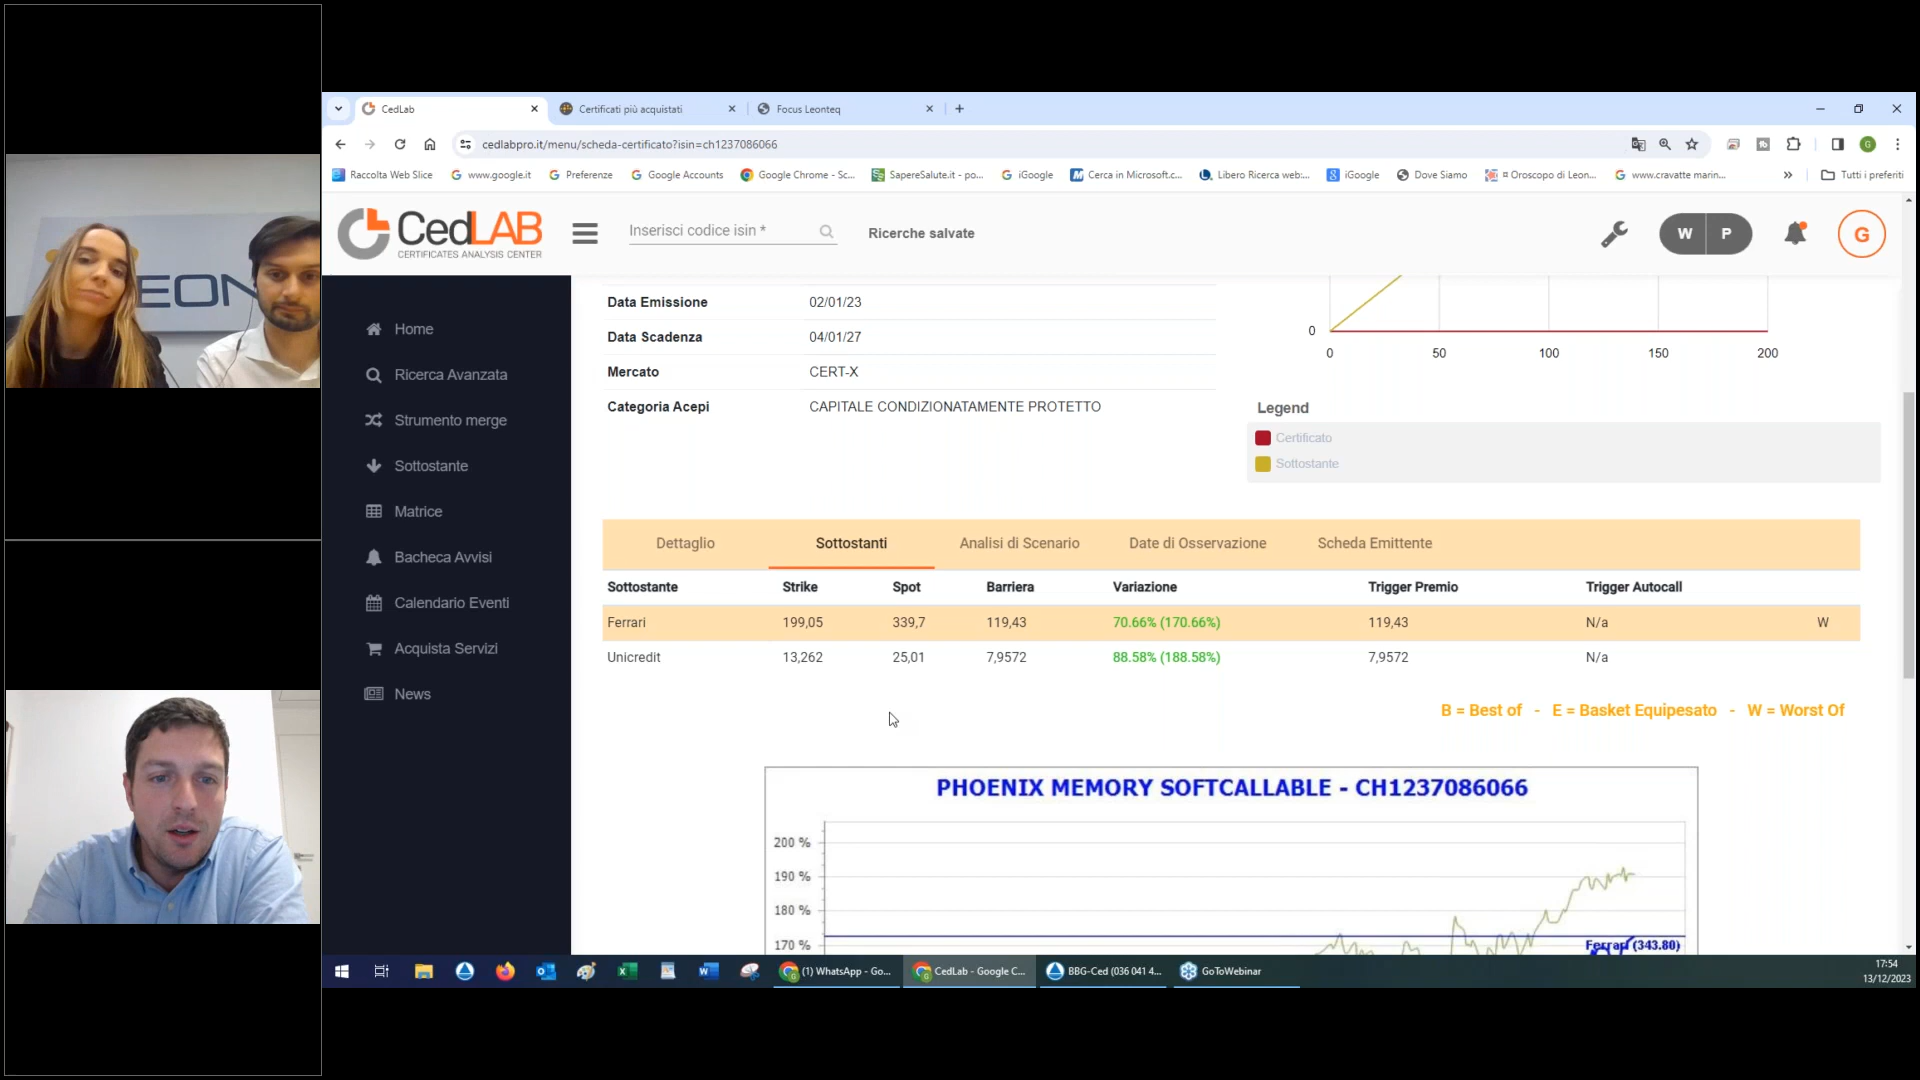 EON
CedLab
Certificati più acquistati
Focus Leonteq
cedlabpro.it/menu/scheda-certificato?isin=ch1237086066
Raccolta Web Slice
www.google.it
Preferenze
Google Accounts
Google Chrome - Sc...
SapereSalute.it - po...
iGoogle
Cerca in Microsoft.c...
Libero Ricerca web:...
iGoogle
Dove Siamo
¤ Oroscopo di Leon...
www.cravatte marin...
»
Tutti i preferiti
CedLAB
CERTIFICATES ANALYSIS CENTER
Inserisci codice isin *
Ricerche salvate
W P
G
Home
Ricerca Avanzata
Strumento merge
Sottostante
Matrice
Bacheca Avvisi
Calendario Eventi
Acquista Servizi
News
Data Emissione 02/01/23
Data Scadenza 04/01/27
Mercato CERT-X
Categoria Acepi CAPITALE CONDIZIONATAMENTE PROTETTO
0
0 50 100 150 200
Legend
Certificato
Sottostante
Dettaglio Sottostanti Analisi di Scenario Date di Osservazione Scheda Emittente
Sottostante Strike Spot Barriera Variazione Trigger Premio Trigger Autocall
Ferrari 199,05 339,7 119,43 70.66% (170.66%) 119,43 N/a W
Unicredit 13,262 25,01 7,9572 88.58% (188.58%) 7,9572 N/a
B = Best of - E = Basket Equipesato - W = Worst Of
PHOENIX MEMORY SOFTCALLABLE - CH1237086066
200 %
190 %
180 %
170 %
Ferrari (343.80)
(1) WhatsApp - Go...
CedLab - Google C...
BBG-Ced (036 041 4...
GoToWebinar
17:54
13/12/2023